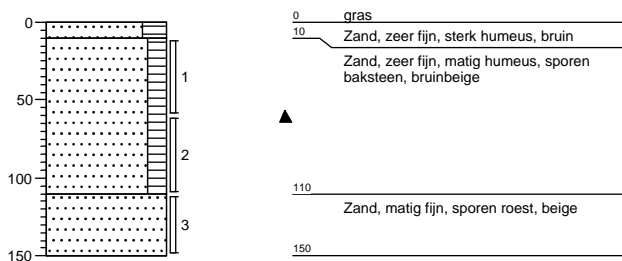 0
50
100
150
1
2
3
0 gras
10 Zand, zeer fijn, sterk humeus, bruin
Zand, zeer fijn, matig humeus, sporen
baksteen, bruinbeige
110
Zand, matig fijn, sporen roest, beige
150